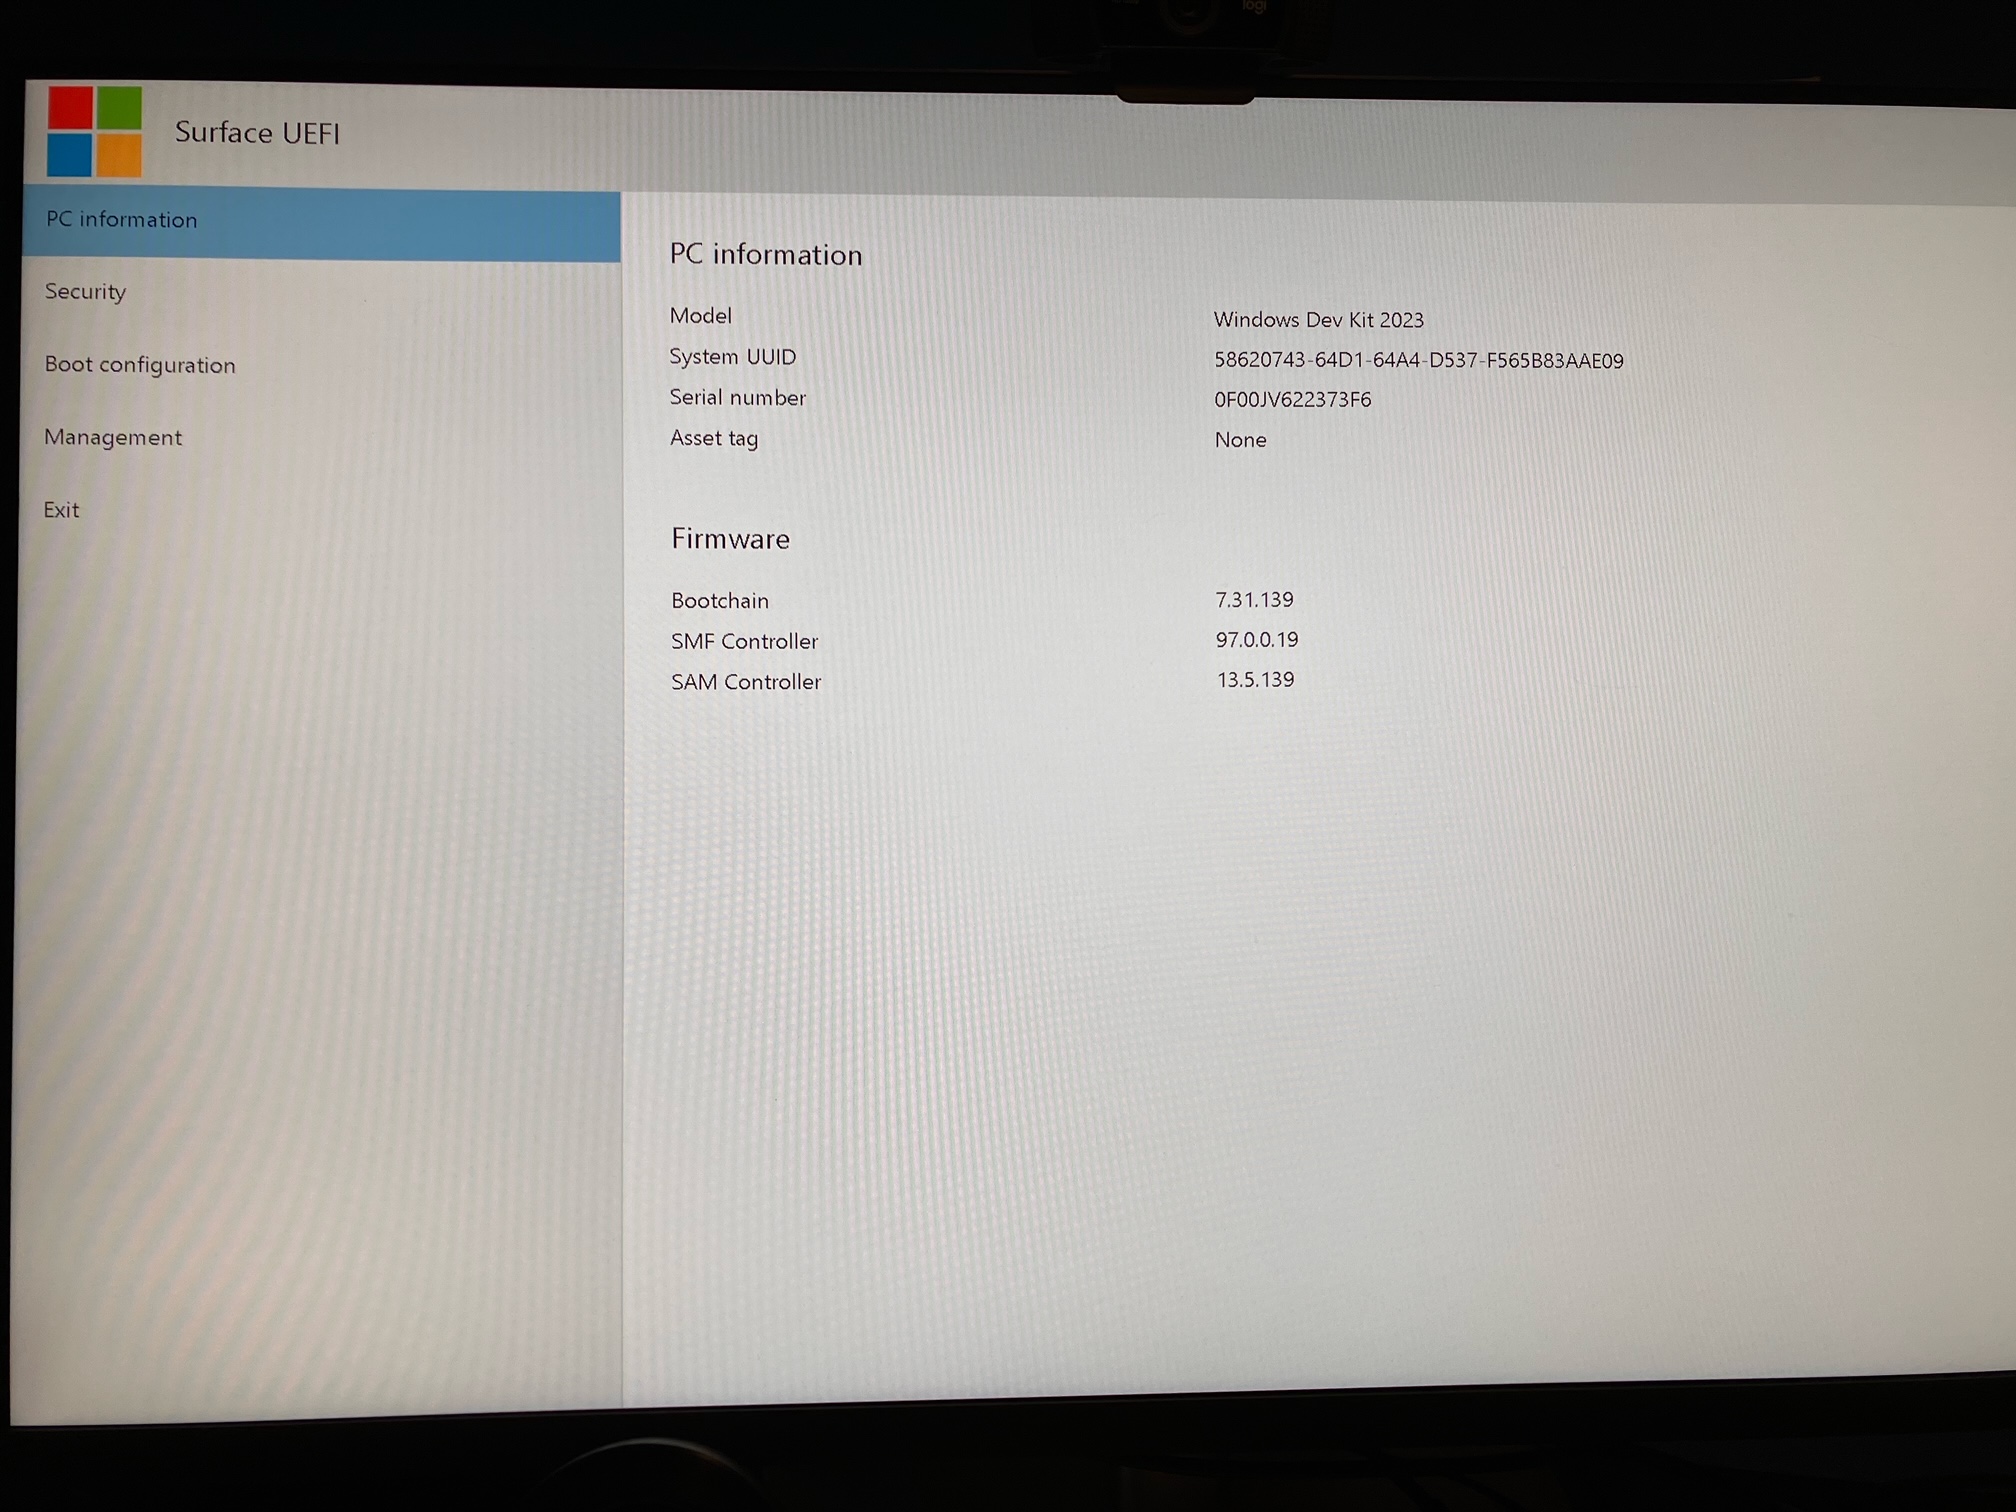 logi
Surface UEFI
PC information
Security
Boot configuration
Management
Exit
PC information
Model Windows Dev Kit 2023
System UUID 58620743-64D1-64A4-D537-F565B83AAE09
Serial number 0F00JV622373F6
Asset tag None
Firmware
Bootchain 7.31.139
SMF Controller 97.0.0.19
SAM Controller 13.5.139